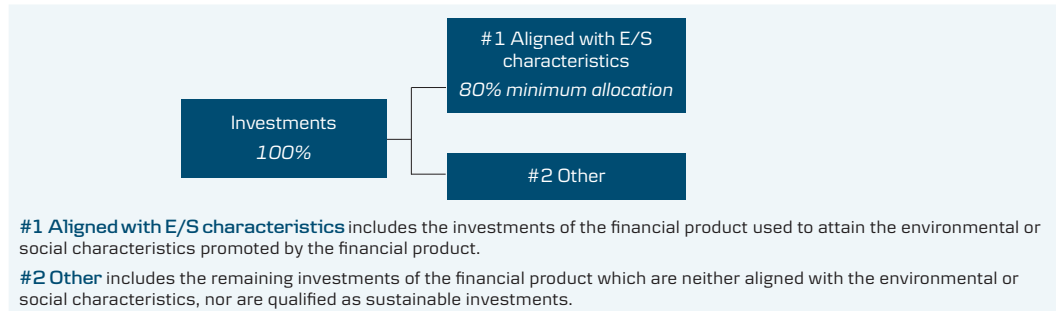 #1 Aligned with E/S
characteristics
80% minimum allocation
Investments
100%
#2 Other
#1 Aligned with E/S characteristics includes the investments of the financial product used to attain the environmental or
social characteristics promoted by the financial product.
#2 Other includes the remaining investments of the financial product which are neither aligned with the environmental or
social characteristics, nor are qualified as sustainable investments.